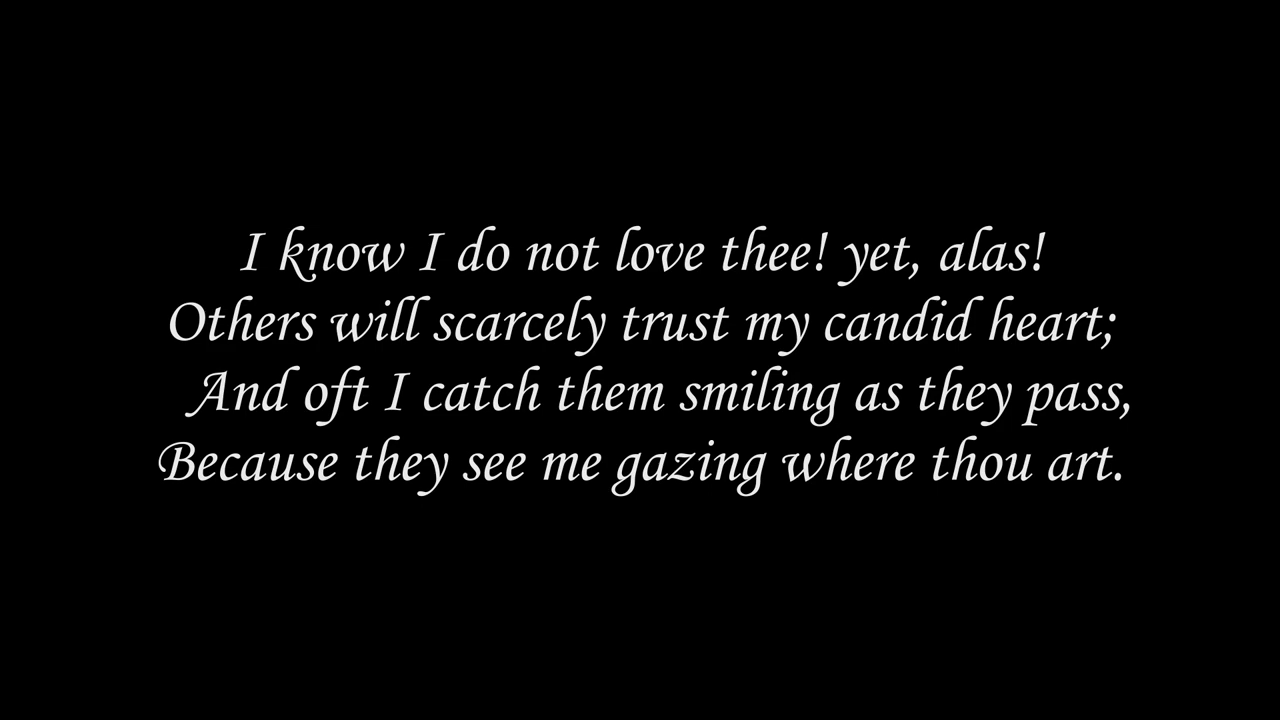 I know I do not love thee! yet, alas!
Others will scarcely trust my candid heart;
And oft I catch them smiling as they pass,
Because they see me gazing where thou art.